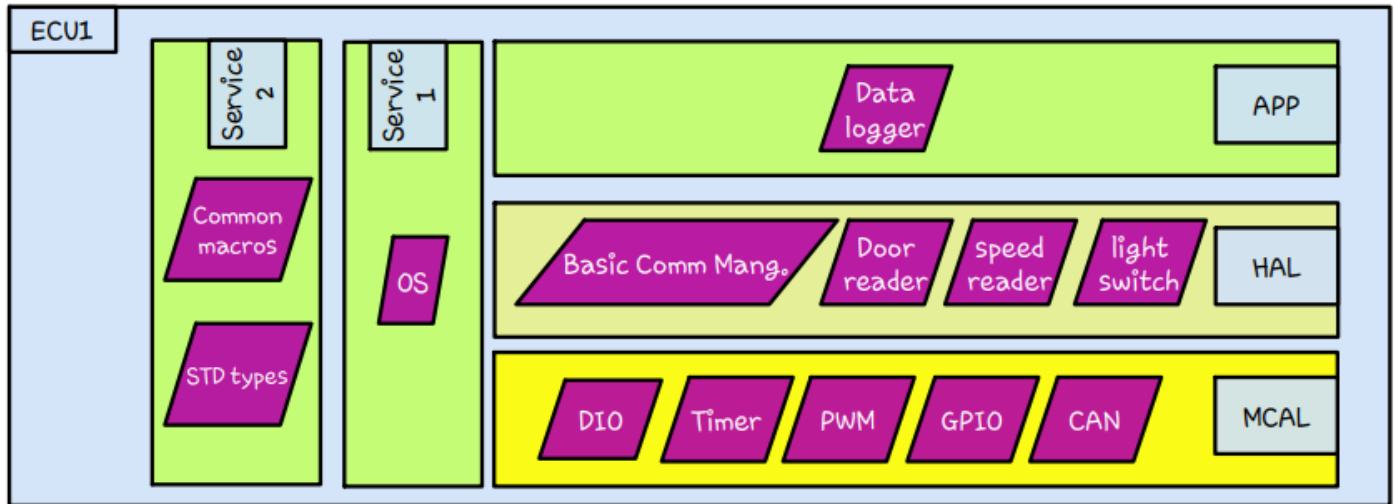 ECU1
Service
2
Common
macros
STD types
Service
1
OS
Data
logger
APP
Basic Comm Mang.
Door
reader
speed
reader
light
switch
HAL
DIO
Timer
PWM
GPIO
CAN
MCAL